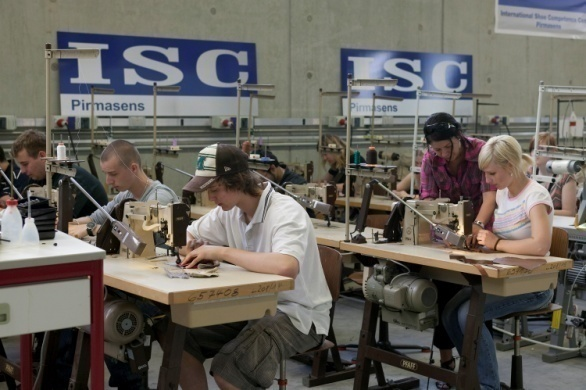 ISC
Pirmasens
ISC
Pirmasens
International Shoe Competence
Pirmasens